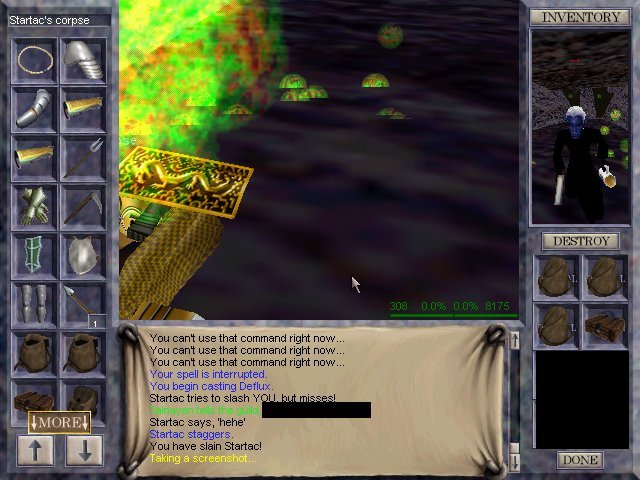 Startac's corpse
INVENTORY
DESTROY
L
L
L
1
MORE
308 0.0% 0.0% 8175
You can't use that command right now...
You can't use that command right now...
You can't use that command right now...
Your spell is interrupted.
You begin casting Deflux.
Startac tries to slash YOU, but misses!
tells the guild,
Startac says, 'hehe'
Startac staggers.
You have slain Startac!
Taking a screenshot...
DONE